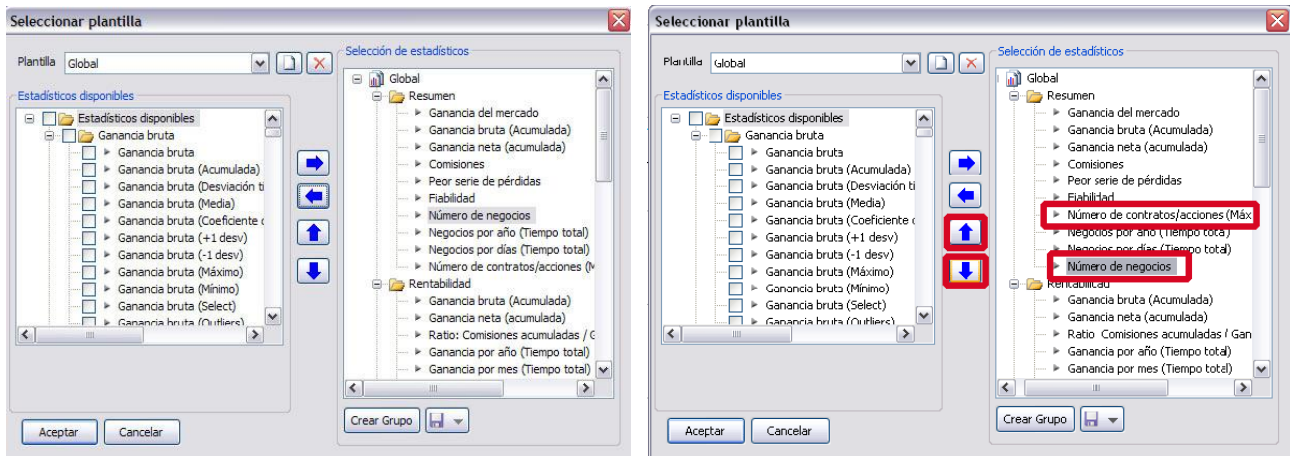 Seleccionar plantilla
Plantilla Global
Selección de estadísticos
Estadísticos disponibles
Estadísticos disponibles
Ganancia bruta
Ganancia bruta
Ganancia bruta (Acumulada)
Ganancia bruta (Desviación ti
Ganancia bruta (Media)
Ganancia bruta (Coeficiente c
Ganancia bruta (+1 desv)
Ganancia bruta (-1 desv)
Ganancia bruta (Máximo)
Ganancia bruta (Mínimo)
Ganancia bruta (Select)
Ganancia bruta (Outliers)
Global
Resumen
Ganancia del mercado
Ganancia bruta (Acumulada)
Ganancia neta (acumulada)
Comisiones
Peor serie de pérdidas
Fiabilidad
Número de negocios
Negocios por año (Tiempo total)
Negocios por días (Tiempo total)
Número de contratos/acciones (M
Rentabilidad
Ganancia bruta (Acumulada)
Ganancia neta (acumulada)
Ratio: Comisiones acumuladas / G
Ganancia por año (Tiempo total)
Ganancia por mes (Tiempo total)
Crear Grupo
Aceptar Cancelar
Seleccionar plantilla
Plantilla Global
Selección de estadísticos
Estadísticos disponibles
Estadísticos disponibles
Ganancia bruta
Ganancia bruta
Ganancia bruta (Acumulada)
Ganancia bruta (Desviación ti
Ganancia bruta (Media)
Ganancia bruta (Coeficiente c
Ganancia bruta (+1 desv)
Ganancia bruta (-1 desv)
Ganancia bruta (Máximo)
Ganancia bruta (Mínimo)
Ganancia bruta (Select)
Ganancia bruta (Outliers)
Global
Resumen
Ganancia del mercado
Ganancia bruta (Acumulada)
Ganancia neta (acumulada)
Comisiones
Peor serie de pérdidas
Fiabilidad
Número de contratos/acciones (Máx
Negocios por año (Tiempo total)
Negocios por días (Tiempo total)
Número de negocios
Rentabilidad
Ganancia bruta (Acumulada)
Ganancia neta (acumulada)
Ratio Comisiones acumuladas / Gan
Ganancia por año (Tiempo total)
Ganancia por mes (Tiempo total)
Crear Grupo
Aceptar Cancelar